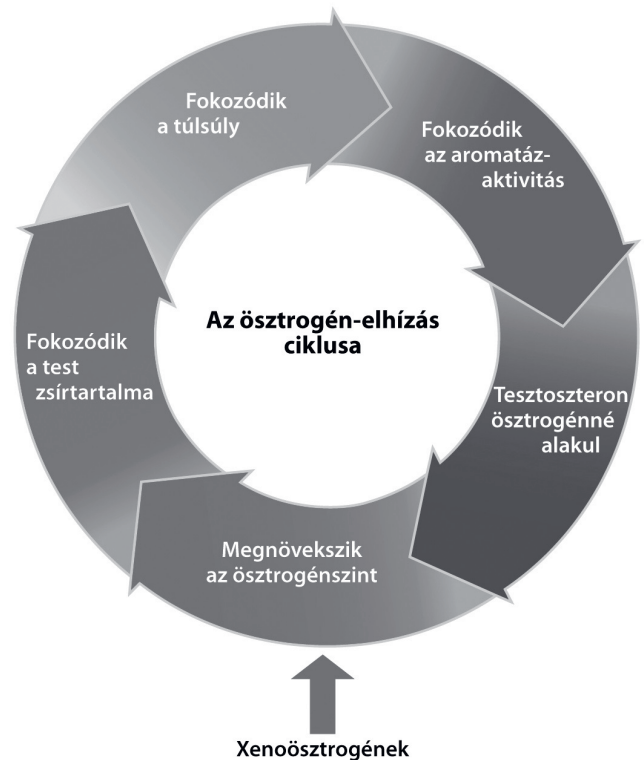 Fokozódik
a túlsúly
Fokozódik
az aromatáz-
aktivitás
Tesztoszteron
ösztrogénné
alakul
Megnövekszik
az ösztrogénszint
Fokozódik
a test
zsírtartalma
Az ösztrogén-elhízás
ciklusa
Xenoösztrogének